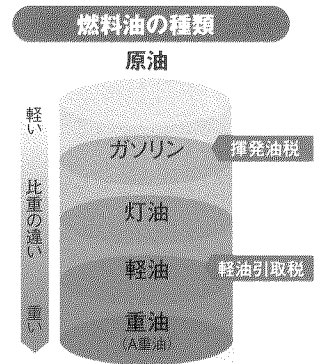 燃料油の種類
原油
軽い
比重の違い
重い
ガソリン
揮発油税
灯油
軽油
軽油引取税
重油
(A重油)